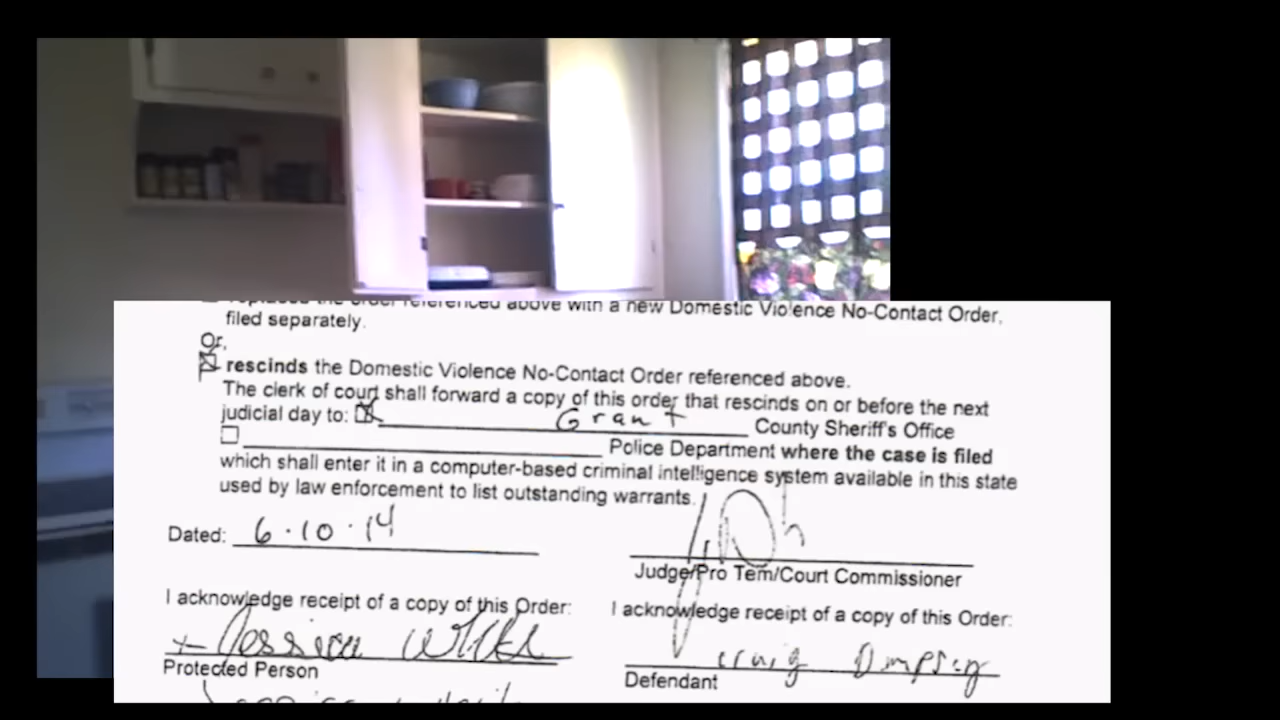 replaces the order referenced above with a new Domestic Violence No-Contact Order,
filed separately.
Or,
rescinds the Domestic Violence No-Contact Order referenced above.
The clerk of court shall forward a copy of this order that rescinds on or before the next
judicial day to: Grant County Sheriff's Office
Police Department where the case is filed
which shall enter it in a computer-based criminal intelligence system available in this state
used by law enforcement to list outstanding warrants.
Dated: 6.10.14
Judge/Pro Tem/Court Commissioner
I acknowledge receipt of a copy of this Order: I acknowledge receipt of a copy of this Order:
Jessica Craig Dempsey
Protected Person Defendant